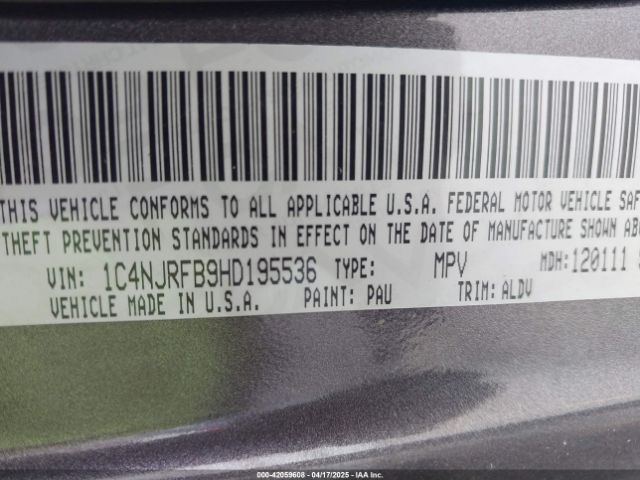 THIS VEHICLE CONFORMS TO ALL APPLICABLE U.S.A. FEDERAL MOTOR VEHICLE SAF
THEFT PREVENTION STANDARDS IN EFFECT ON THE DATE OF MANUFACTURE SHOWN ABO
VIN: 1C4NJRFB9HD195536 TYPE: MPV MDH:120111
VEHICLE MADE IN U.S.A. PAINT: PAU TRIM: ALDV
000-42059608 - 04/17/2025 - IAA Inc.